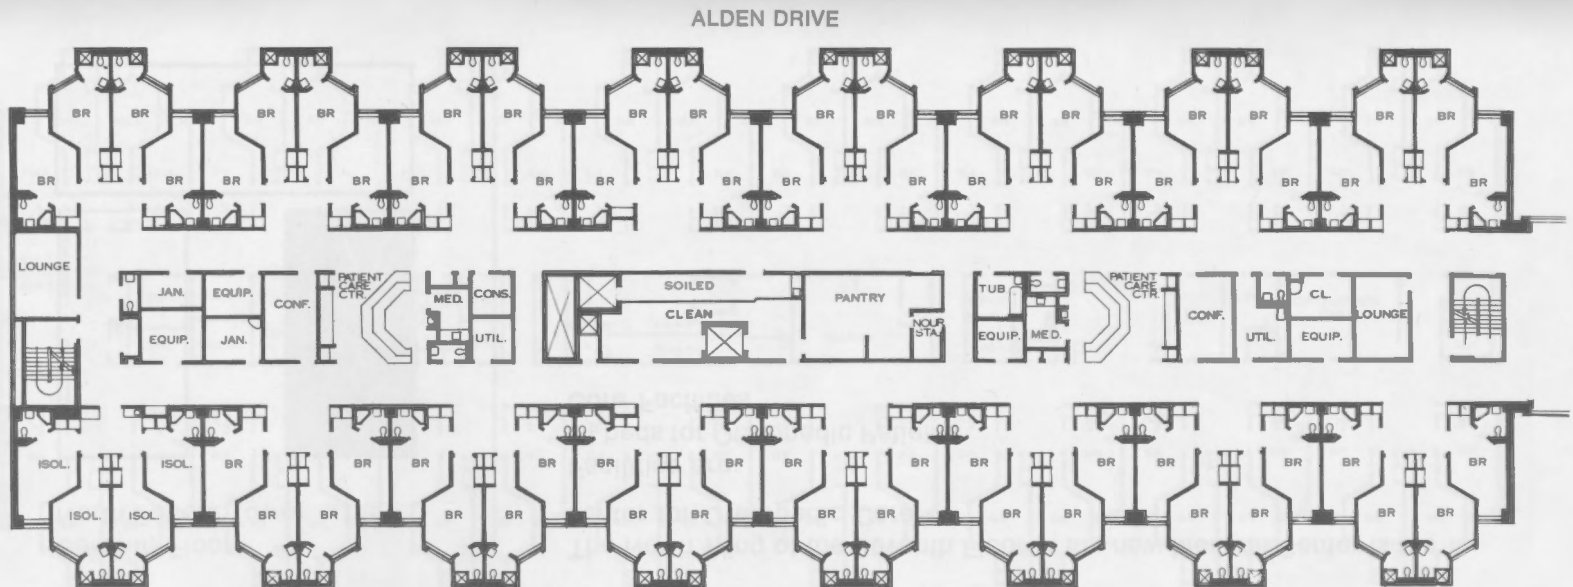 ALDEN DRIVE
BR BR BR BR BR BR BR BR BR BR BR BR BR BR BR BR
BR BR BR BR BR BR BR BR BR BR BR BR BR BR BR BR
LOUNGE
JAN.
EQUIP.
CONF.
EQUIP.
JAN.
PATIENT
CARE
CTR.
MED.
CONS.
UTIL.
SOILED
CLEAN
PANTRY
NOUR
STA.
TUB
EQUIP.
MED.
PATIENT
CARE
CTR.
CONF.
UTIL.
CL.
EQUIP.
LOUNGE
ISOL. ISOL. BR BR BR BR BR BR BR BR BR BR BR BR BR BR
ISOL. ISOL. BR BR BR BR BR BR BR BR BR BR BR BR BR BR